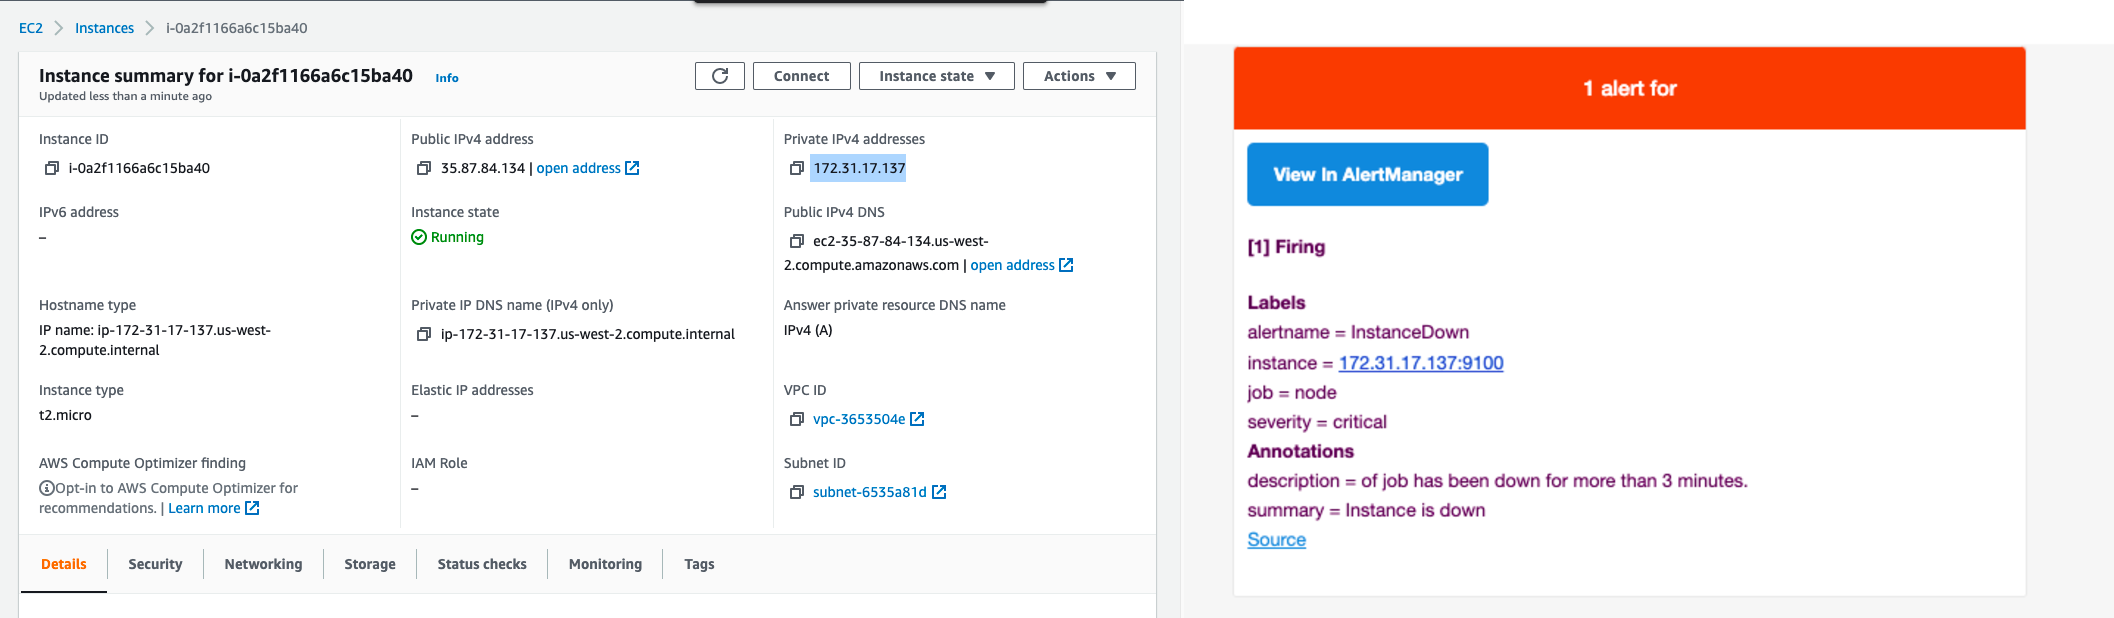 EC2 > Instances > i-0a2f1166a6c15ba40
Instance summary for i-0a2f1166a6c15ba40 Info
Updated less than a minute ago
Connect
Instance state
Actions
Instance ID
i-0a2f1166a6c15ba40
Public IPv4 address
35.87.84.134 | open address
Private IPv4 addresses
172.31.17.137
IPv6 address
–
Instance state
Running
Public IPv4 DNS
ec2-35-87-84-134.us-west-
2.compute.amazonaws.com | open address
Hostname type
IP name: ip-172-31-17-137.us-west-
2.compute.internal
Private IP DNS name (IPv4 only)
ip-172-31-17-137.us-west-2.compute.internal
Answer private resource DNS name
IPv4 (A)
Instance type
t2.micro
Elastic IP addresses
–
VPC ID
vpc-3653504e
AWS Compute Optimizer finding
Opt-in to AWS Compute Optimizer for
recommendations. | Learn more
IAM Role
–
Subnet ID
subnet-6535a81d
Details
Security
Networking
Storage
Status checks
Monitoring
Tags
1 alert for
View In AlertManager
[1] Firing
Labels
alertname = InstanceDown
instance = 172.31.17.137:9100
job = node
severity = critical
Annotations
description = of job has been down for more than 3 minutes.
summary = Instance is down
Source